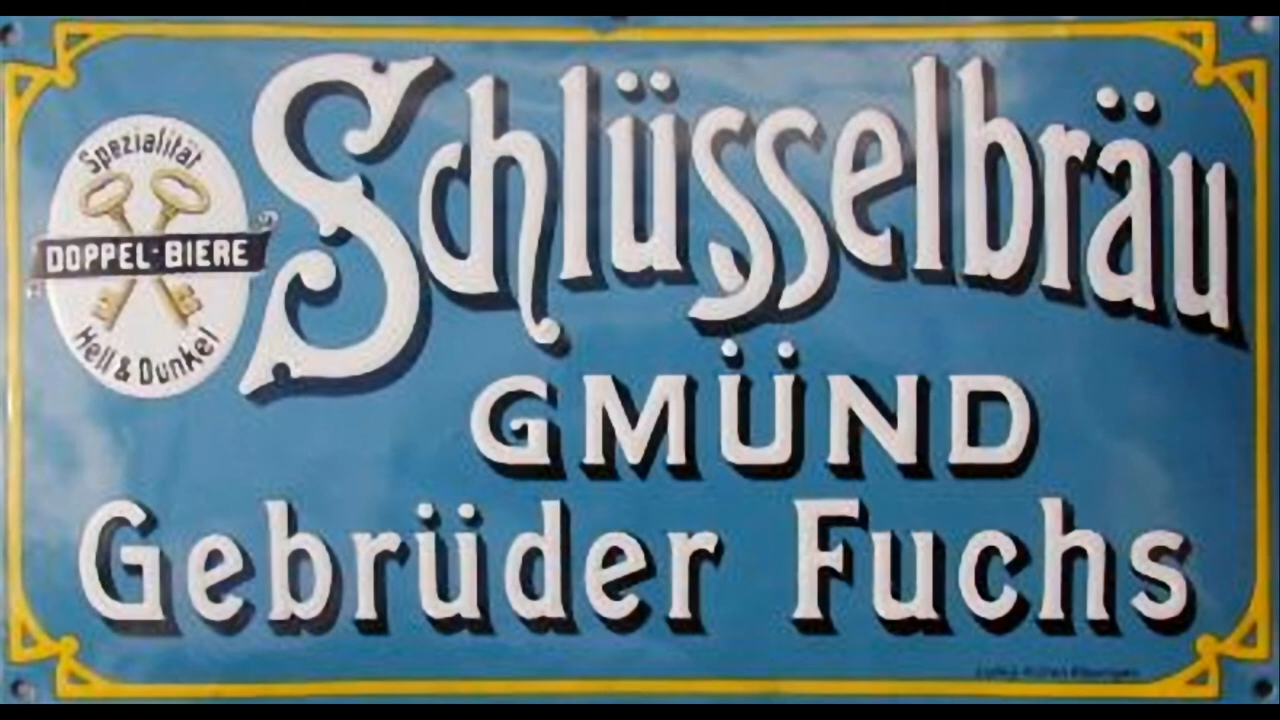 Spezialität
DOPPEL-BIERE
Hell & Dunkel
Schlüsselbräu
GMÜND
Gebrüder Fuchs